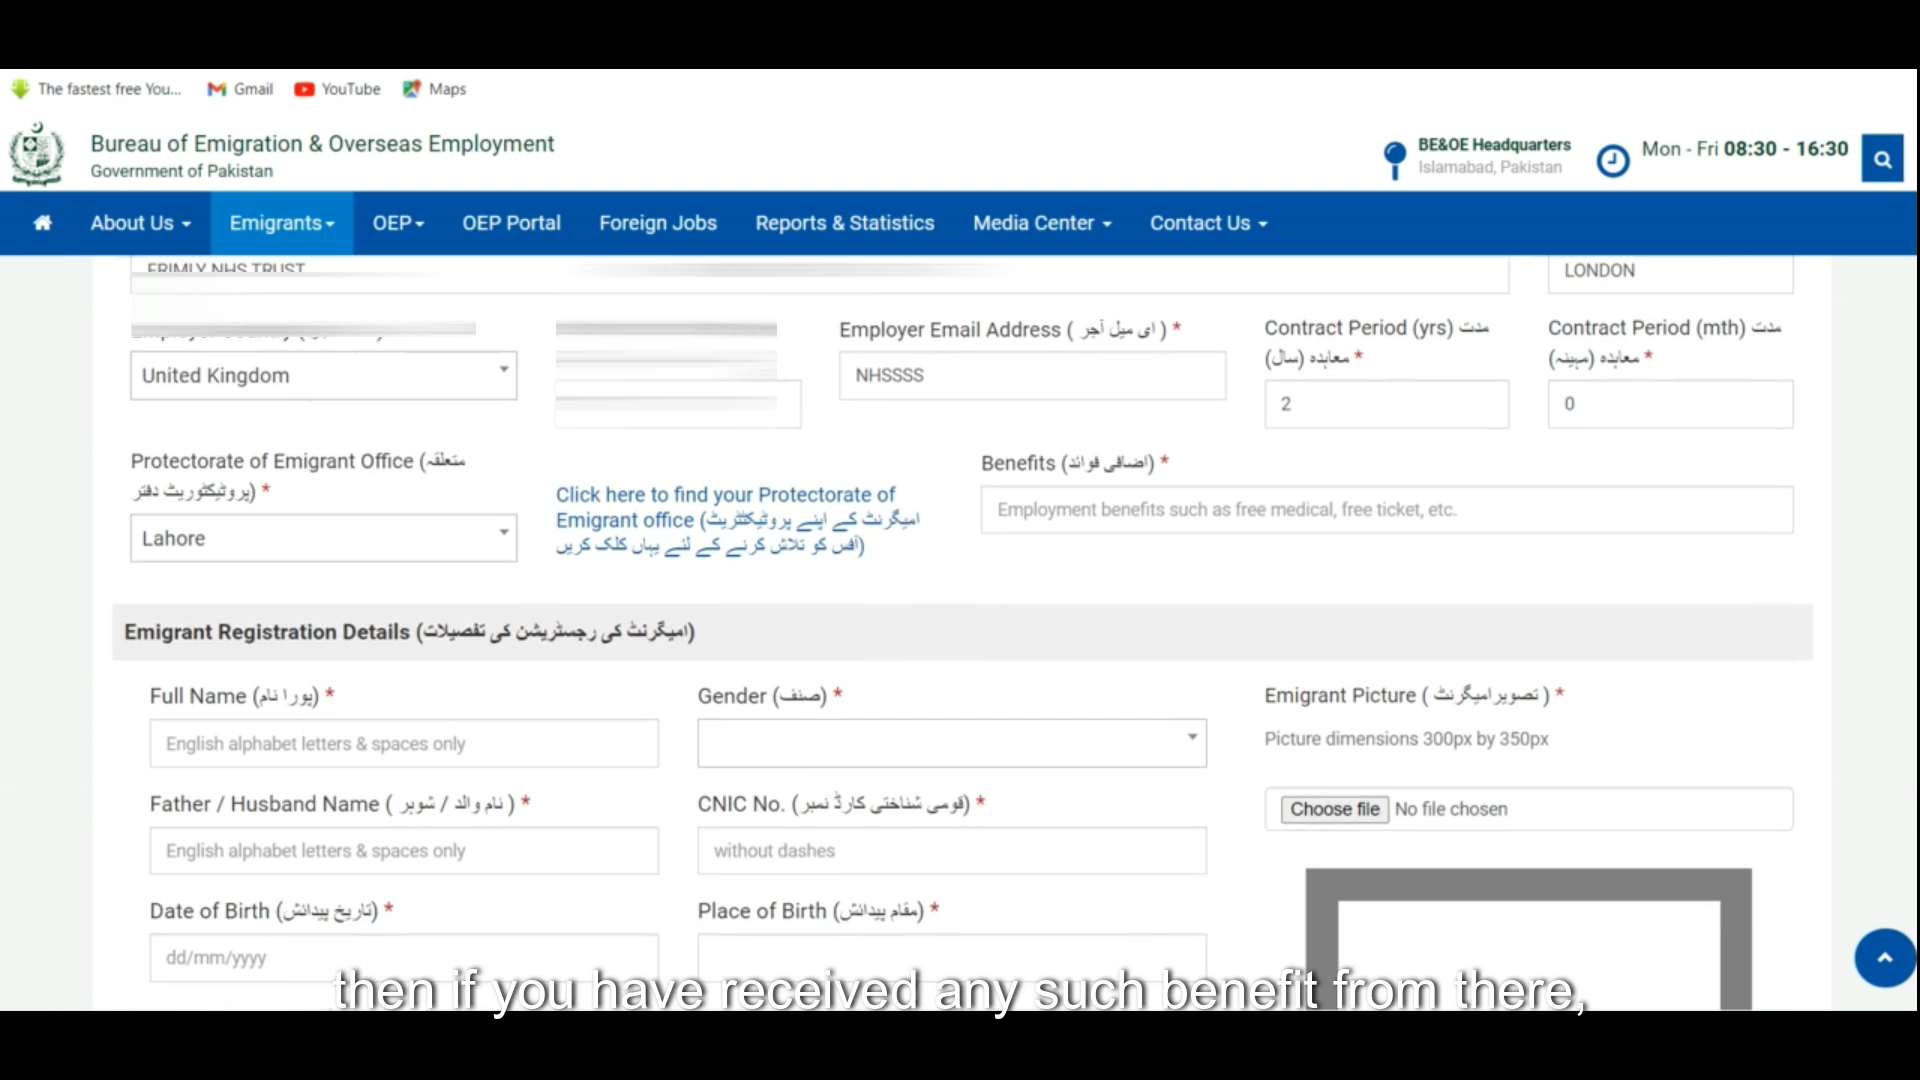 The fastest free You...
Gmail
YouTube
Maps
Bureau of Emigration & Overseas Employment
Government of Pakistan
BE&OE Headquarters
Islamabad, Pakistan
Mon - Fri 08:30 - 16:30
About Us
Emigrants
OEP
OEP Portal
Foreign Jobs
Reports & Statistics
Media Center
Contact Us
FRIMLY NHS TRUST
LONDON
United Kingdom
Employer Email Address ( ای میل آجر ) *
NHSSSS
Contract Period (yrs) مدت
معاہدہ (سال) *
2
Contract Period (mth) مدت
معاہدہ (مہینہ) *
0
Protectorate of Emigrant Office (متعلقہ
پروٹیکٹوریٹ دفتر) *
Lahore
Click here to find your Protectorate of
Emigrant office (امیگرنٹ کے اپنے پروٹیکٹریٹ
آفس کو تلاش کرنے کے لئے یہاں کلک کریں)
Benefits (اضافی فوائد) *
Employment benefits such as free medical, free ticket, etc.
Emigrant Registration Details (امیگرنٹ کی رجسٹریشن کی تفصیلات)
Full Name (پورا نام) *
English alphabet letters & spaces only
Gender (صنف) *
Emigrant Picture ( تصویرامیگرنٹ ) *
Picture dimensions 300px by 350px
Choose file No file chosen
Father / Husband Name ( نام والد / شوہر ) *
English alphabet letters & spaces only
CNIC No. (قومی شناختی کارڈ نمبر) *
without dashes
Date of Birth (تاریخ پیدائش) *
dd/mm/yyyy
Place of Birth (مقام پیدائش) *
then if you have received any such benefit from there,